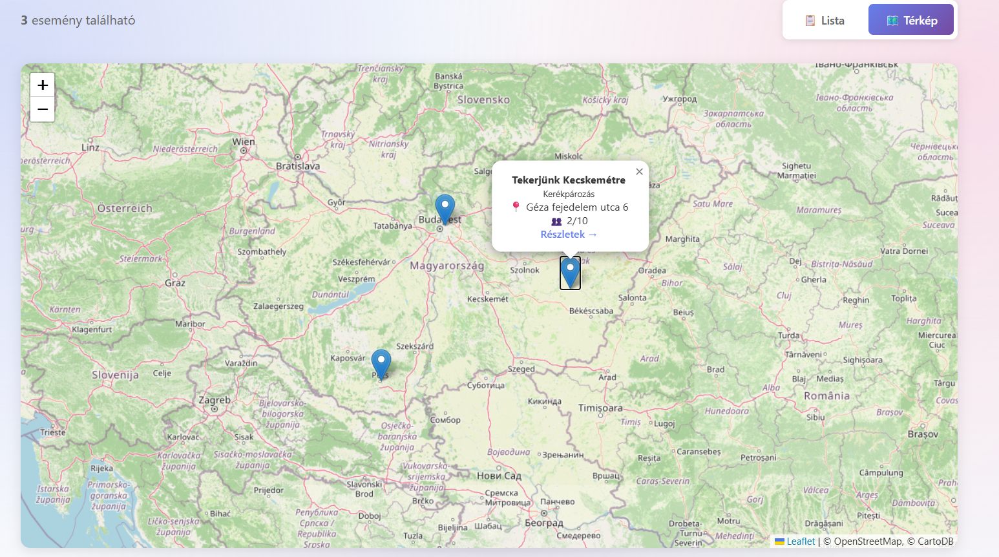 3 esemény található
Lista
Térkép
+
−
Trenčiansky
kraj
Banská
Bystrica
Slovensko
Košický kraj
Ужгород
Івано-Франківськ
Івано-Франківська
область
Закарпатська
область
Linz
Niederösterreich
Wien
Trnavský
kraj
Nitriansky
kraj
Bratislava
Miskolc
Sighetu
Marmației
Tekerjünk Kecskemétre
×
Kerékpározás
Géza fejedelem utca 6
2/10
Részletek →
Österreich
Győr
Budapest
Tatabánya
Satu Mare
Maramureș
Suceava
Burgenland
Szombathely
Steiermark
Marghita
Vatra Dornei
Székesfehérvár
Magyarország
Szolnok
Oradea
Bihor
Sălaj
Dej
Bistrița-Năsăud
Gherla
Graz
Veszprém
Dunántúl
Zalaegerszeg
Kecskemét
Salonta
Békéscsaba
Beiuș
Cluj
Reghin
Toplița
Kärnten
Klagenfurt
Maribor
Mureș
Harghita
Turda
Miercurea
Ciuc
Szekszárd
Kaposvár
Pécs
Varaždin
Szeged
Arad
Arad
Brad
Târnăveni
Sighișoara
Slovenija
Celje
Суботица
Blaj
Mediaș
Alba
România
Târgu
Zagreb
Bjelovarsko-
bilogorska
županija
Кикинда
Timișoara
Timiș
Lugoj
Hunedoara
Sibiu
Brașov
Brașov
Trieste
Karlovac
Sisak
Сомбор
Osječko-
baranjska
županija
Karlovačka
županija
Sisačko-moslavačka
županija
Војводина
Зрењанин
Reșița
Caransebeș
Petroșani
Rijeka
Istarska
županija
Primorsko-
goranska
županija
Vukovarsko-
srijemska
županija
Нови Сад
Вршац
Caraș-Severin
Câmpulung
Prijedor
Slavonski
Brod
Brčko
Сремска
Митровица
Панчево
Gorj
Vâlcea
Argeș
Dâmbovița
Bihać
Ličko-senjska
županija
Република
Српска /
Republika
Srpska
Doboj
Tuzla
Bijeljina
Шабац
Београд
Смедерево
Drobeta-
Turnu
Severin
Motru
Mehedinți
Drăgășani
Pitești
Leaflet | © OpenStreetMap, © CartoDB